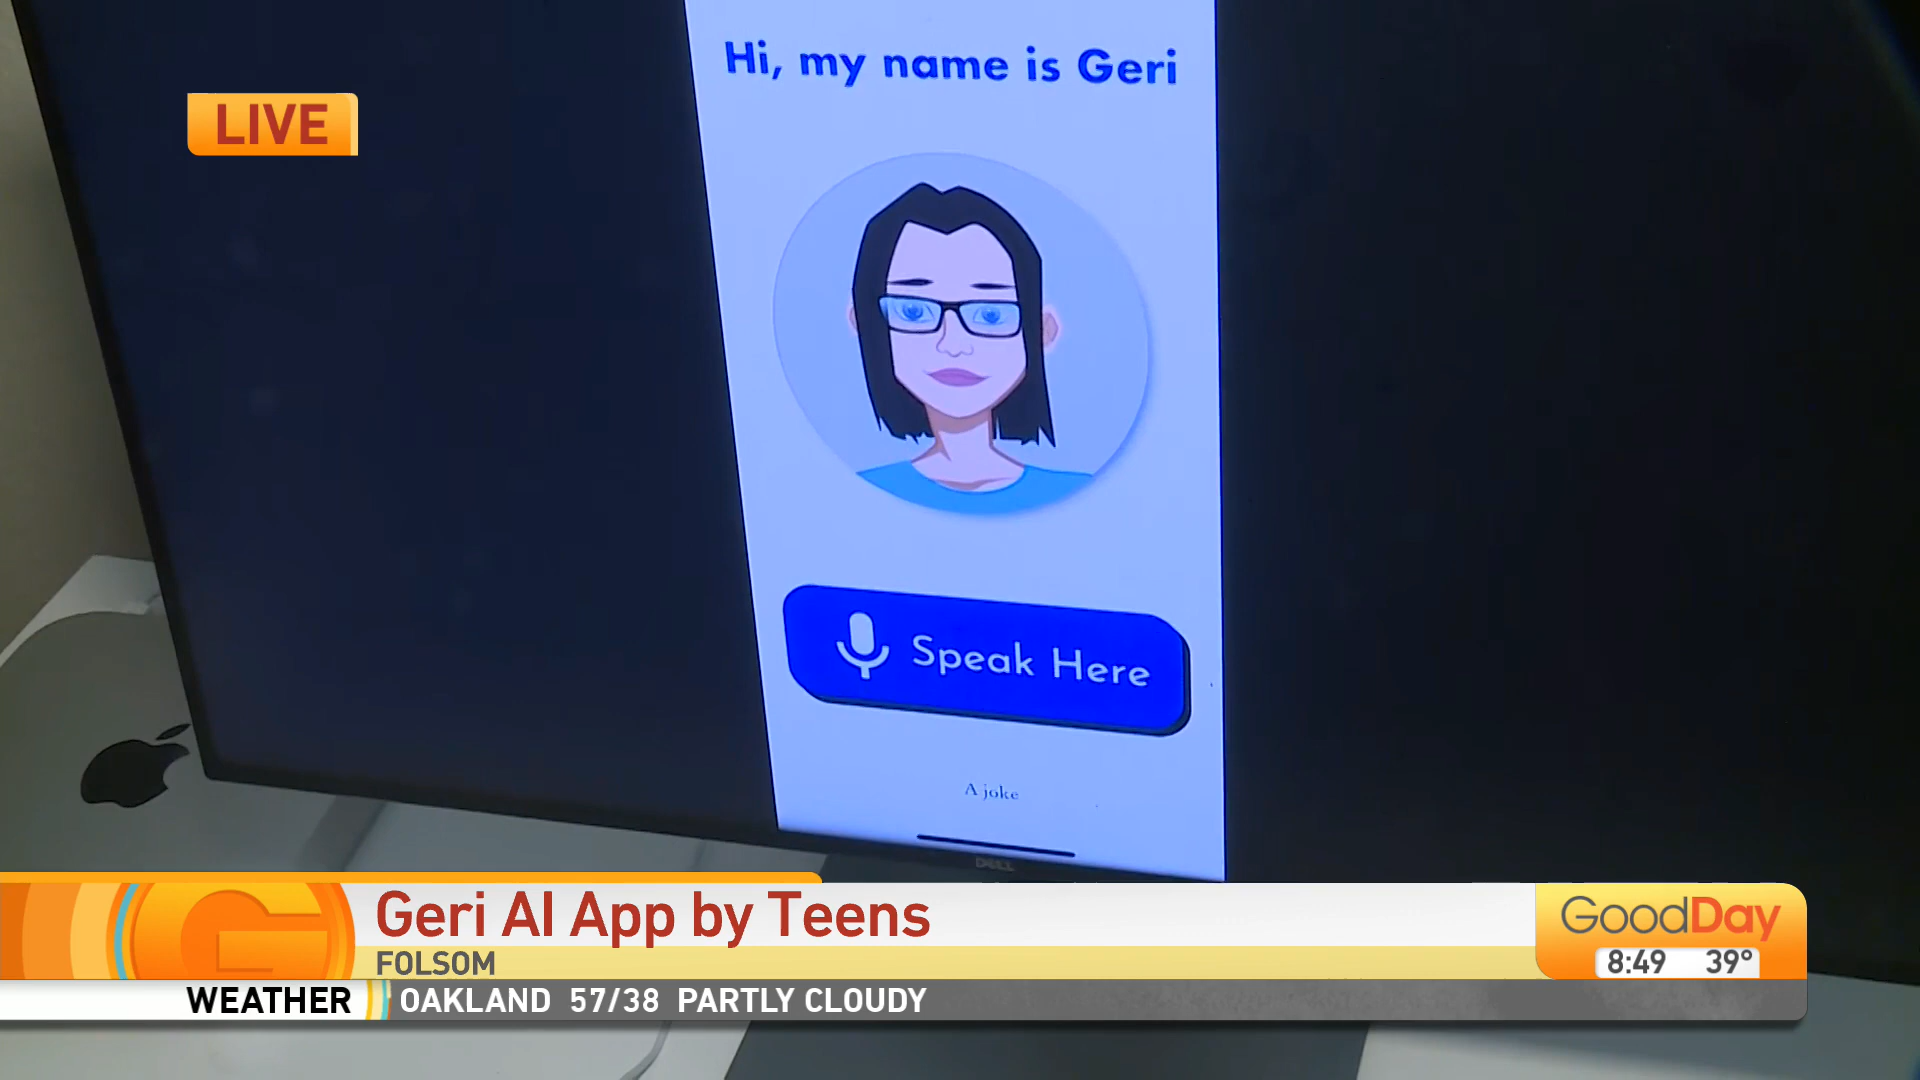 Hi, my name is Geri
LIVE
Speak Here
A joke
DELL
Geri AI App by Teens
FOLSOM
GoodDay
8:49 39°
WEATHER OAKLAND 57/38 PARTLY CLOUDY